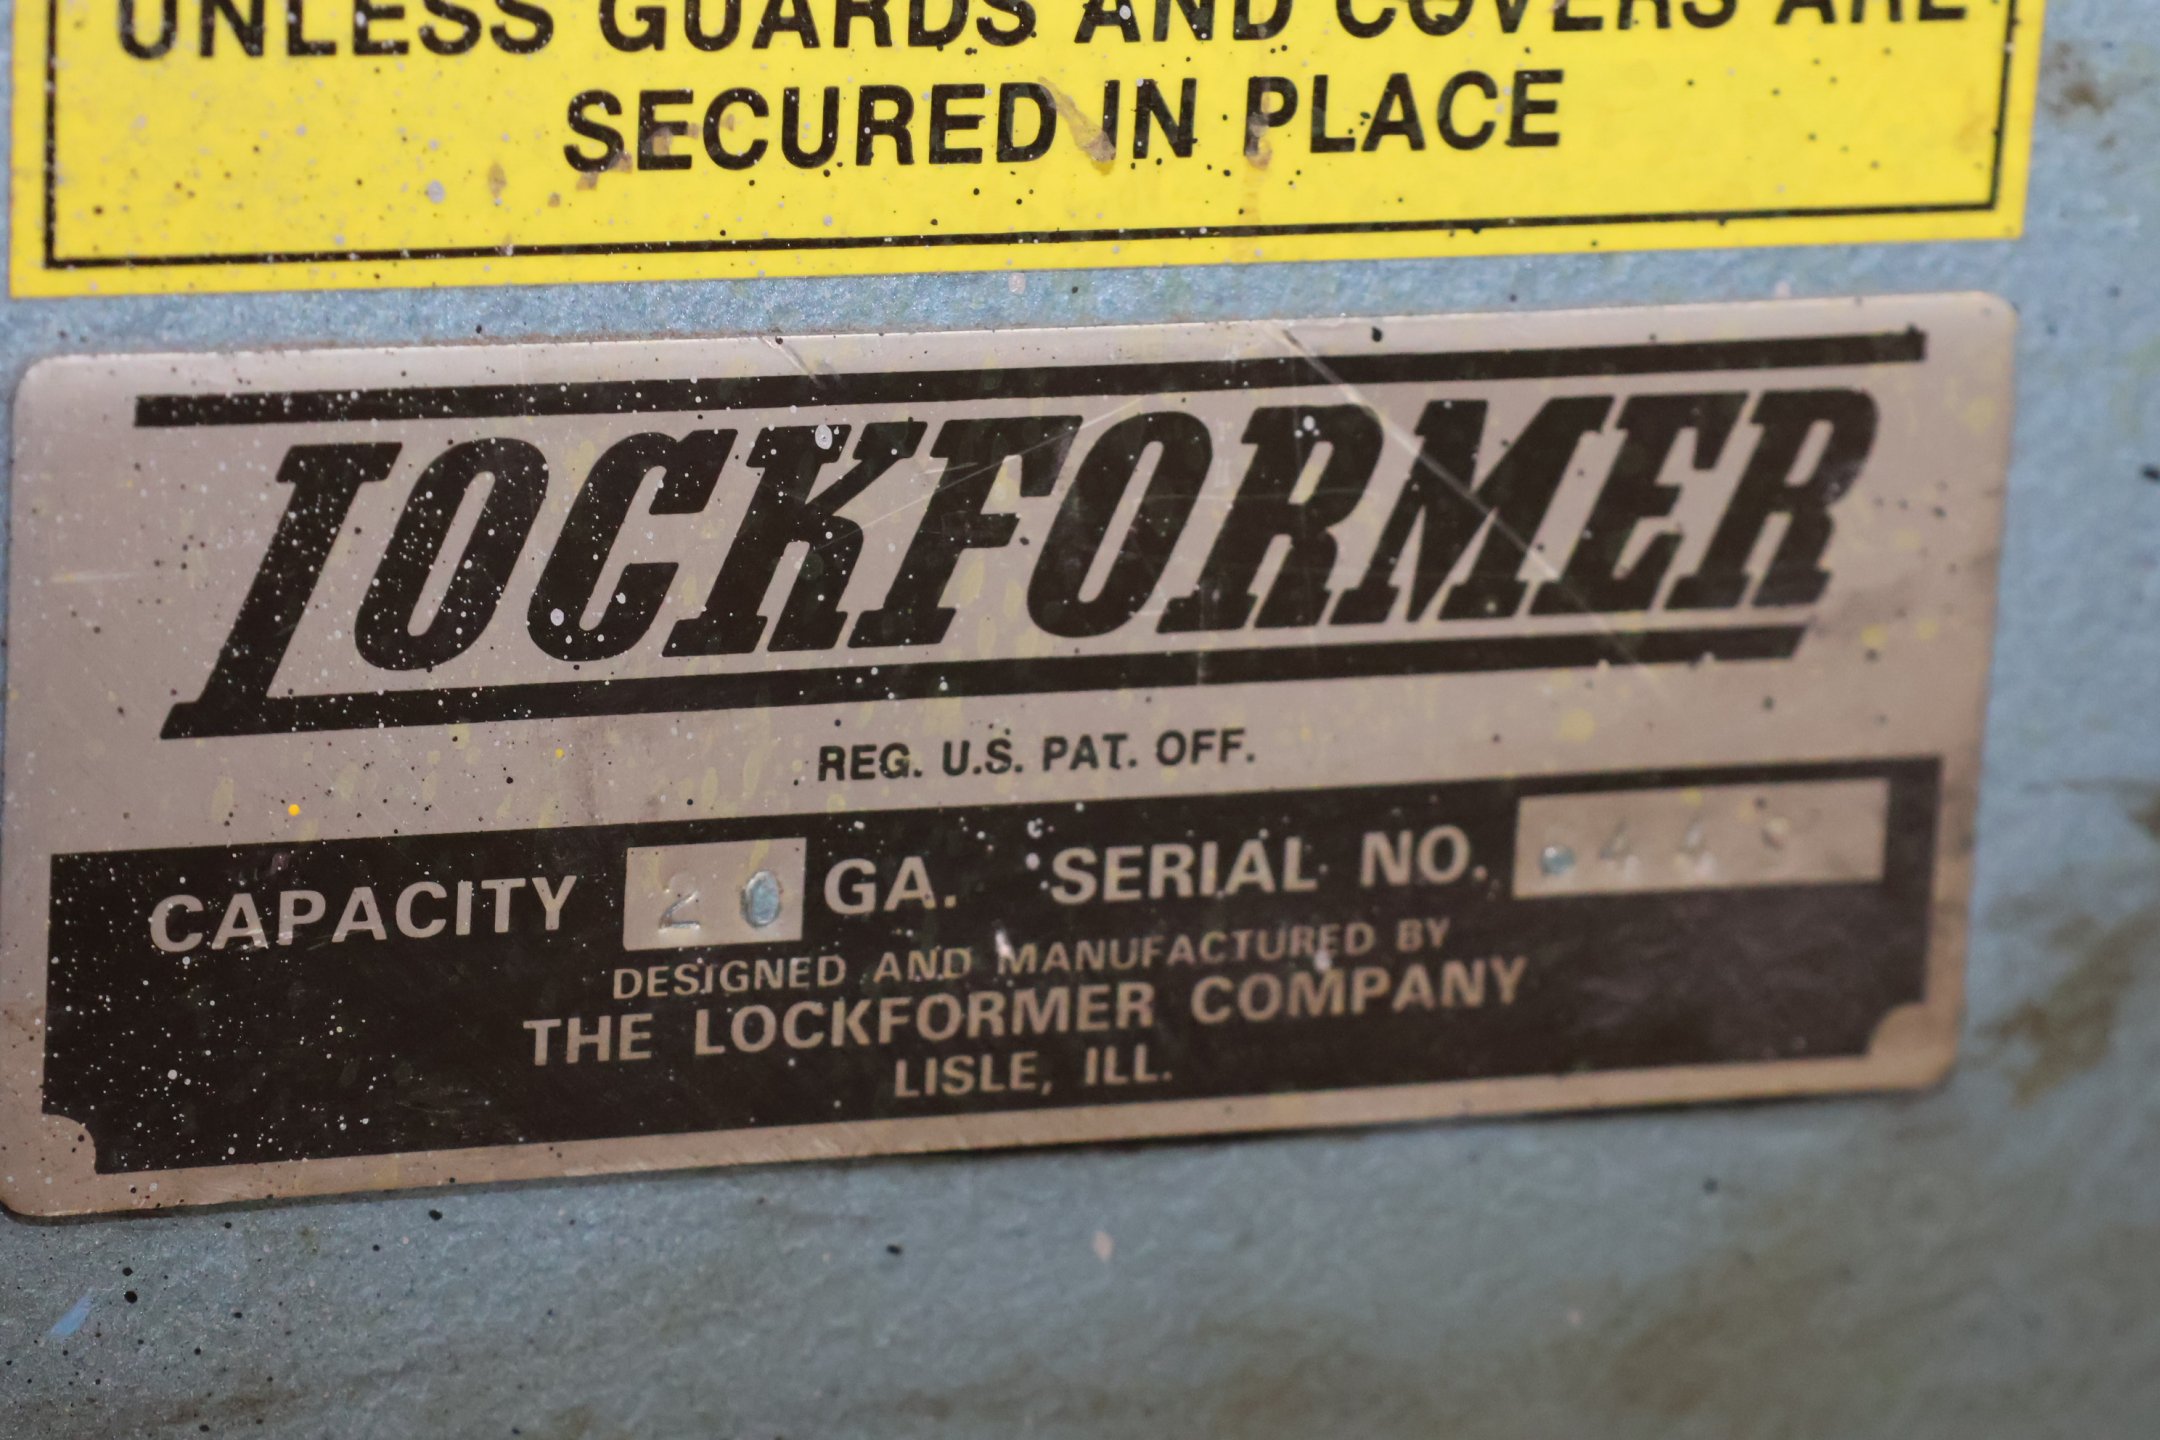 UNLESS GUARDS AND COVERS ARE
SECURED IN PLACE
LOCKFORMER
REG. U.S. PAT. OFF.
CAPACITY 20 GA. SERIAL NO.
DESIGNED AND MANUFACTURED BY
THE LOCKFORMER COMPANY
LISLE, ILL.